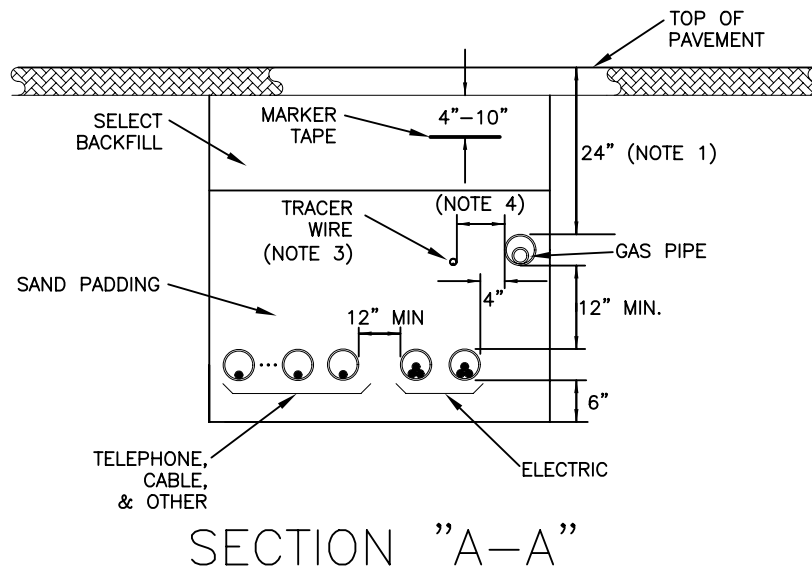 TOP OF
PAVEMENT
SELECT
BACKFILL
MARKER
TAPE
4”–10”
24” (NOTE 1)
TRACER
WIRE
(NOTE 3)
(NOTE 4)
GAS PIPE
SAND PADDING
4”
12” MIN
12” MIN.
6”
TELEPHONE,
CABLE,
& OTHER
ELECTRIC
SECTION ”A–A”